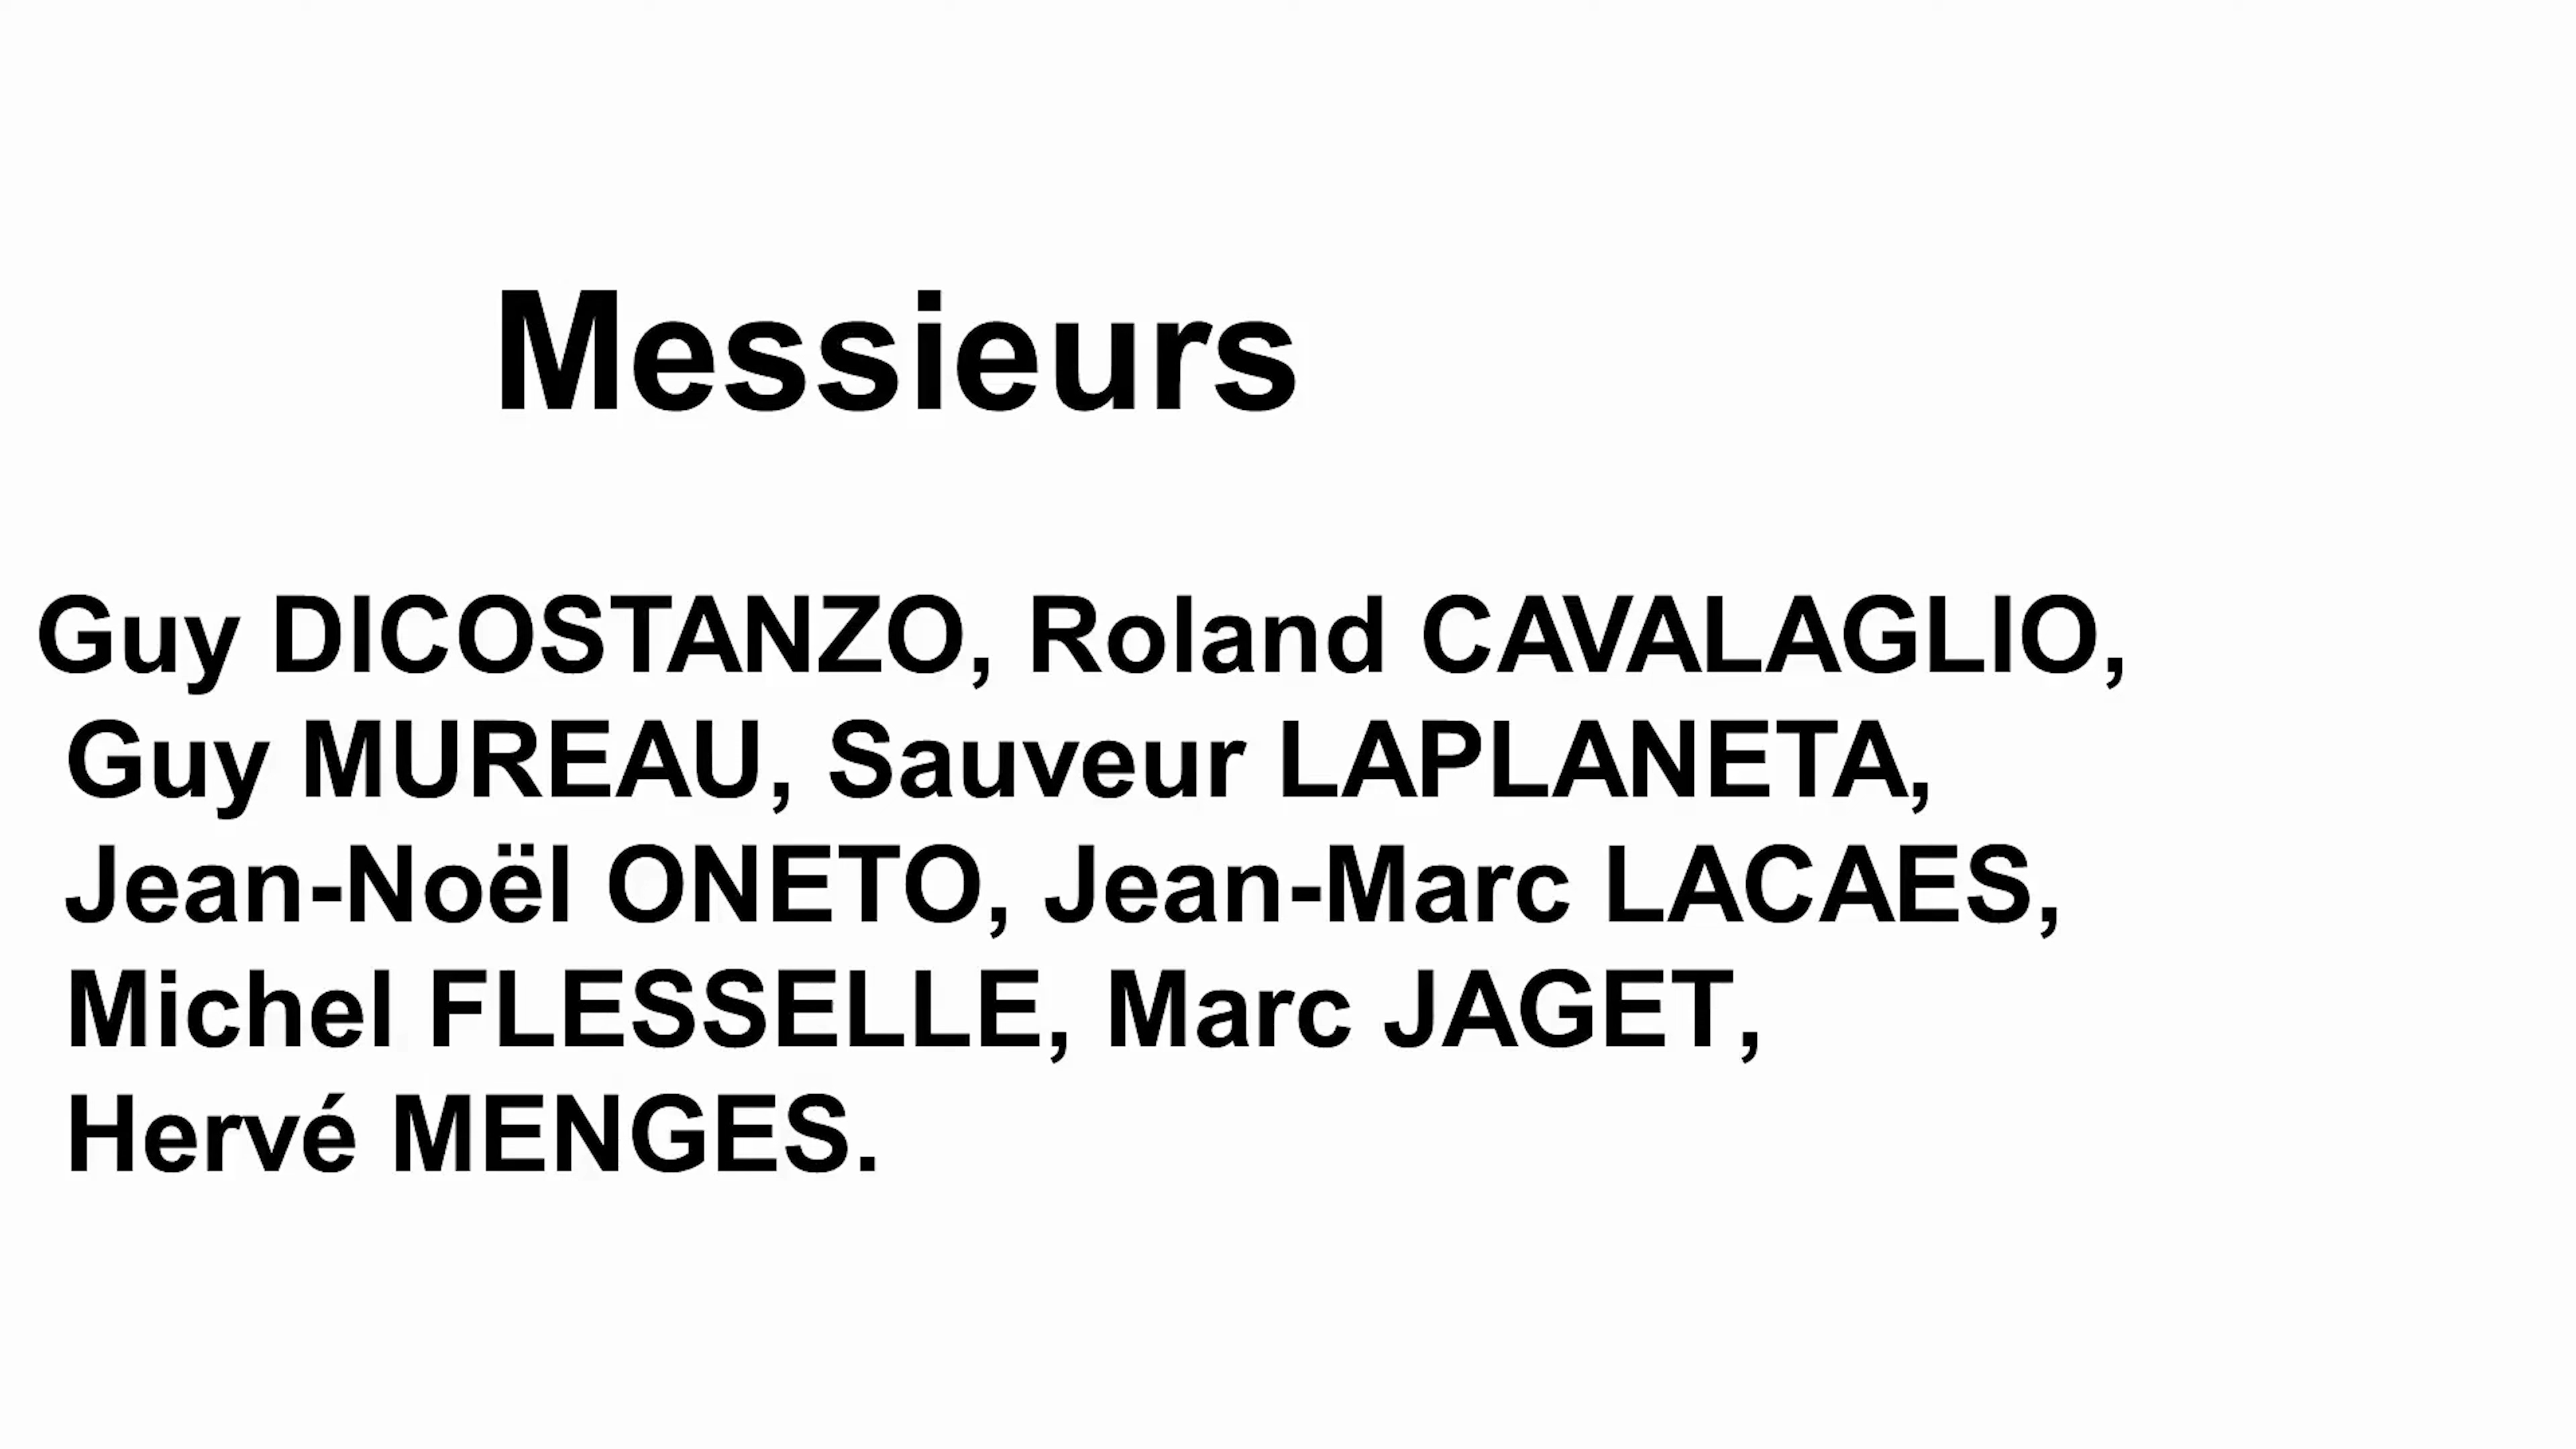 Messieurs
Guy DICOSTANZO, Roland CAVALAGLIO,
Guy MUREAU, Sauveur LAPLANETA,
Jean-Noël ONETO, Jean-Marc LACAES,
Michel FLESSELLE, Marc JAGET,
Hervé MENGES.